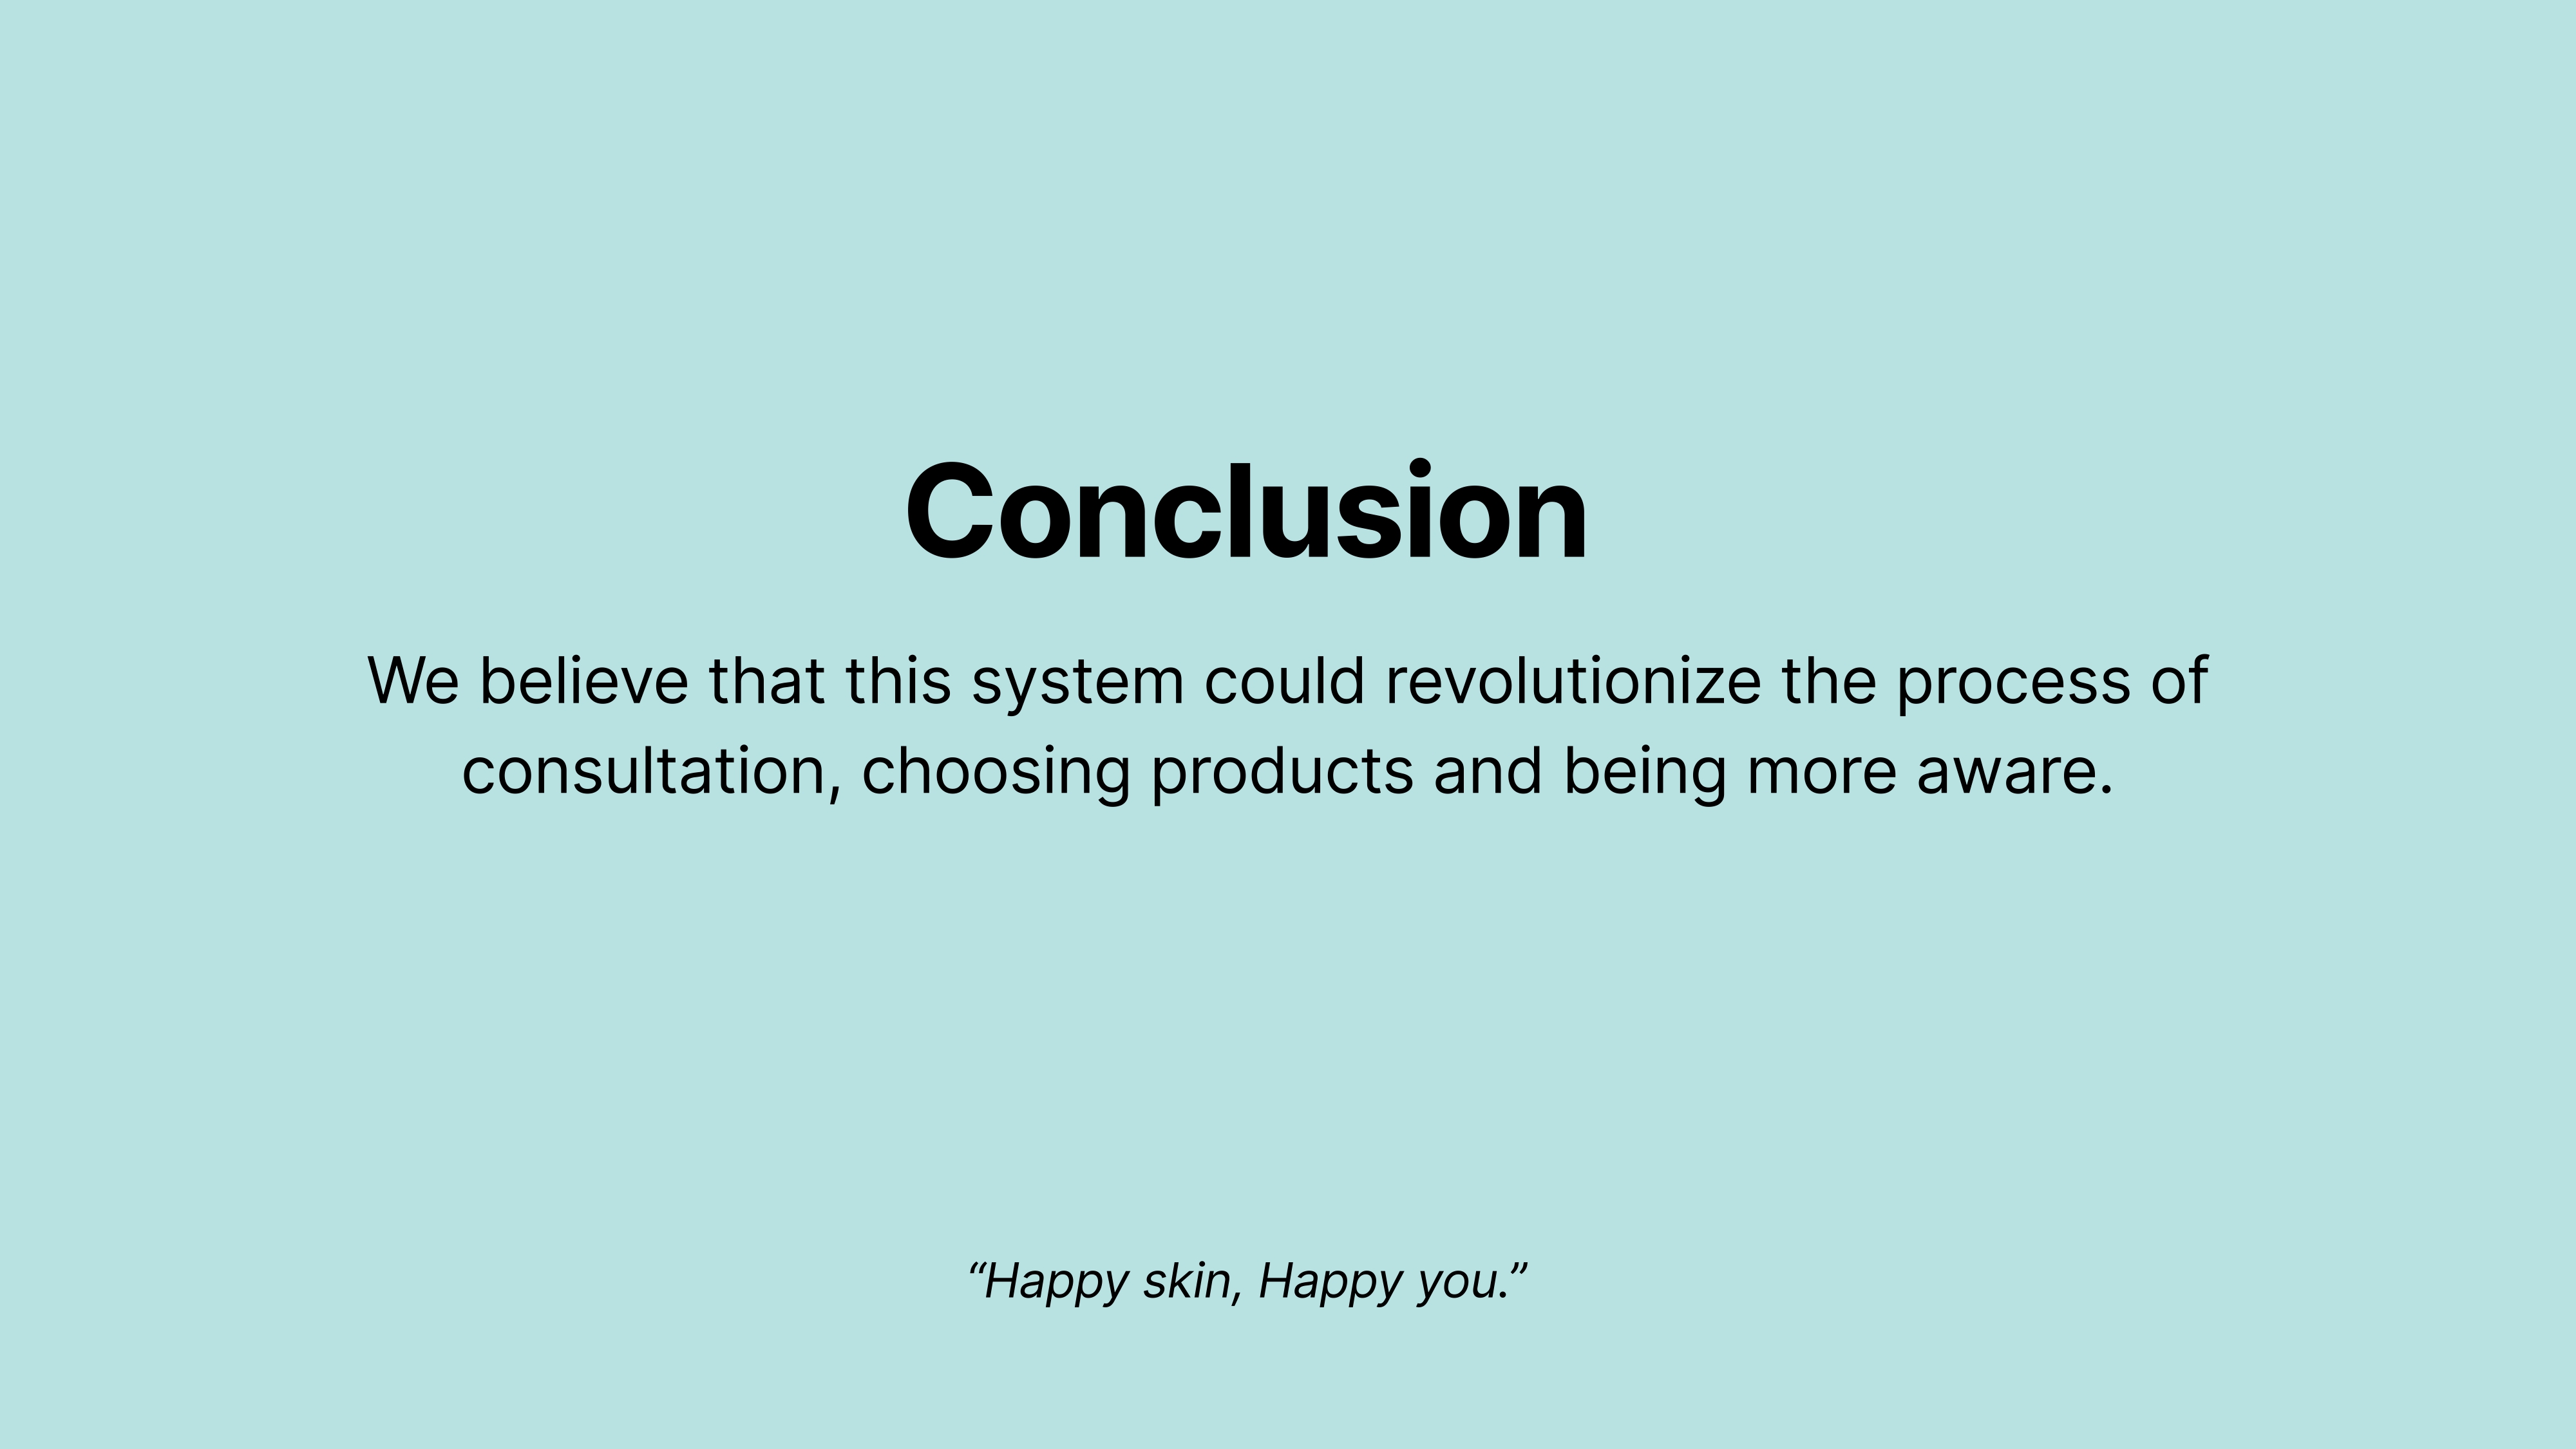 Conclusion
We believe that this system could revolutionize the process of
consultation, choosing products and being more aware.
“Happy skin, Happy you.”